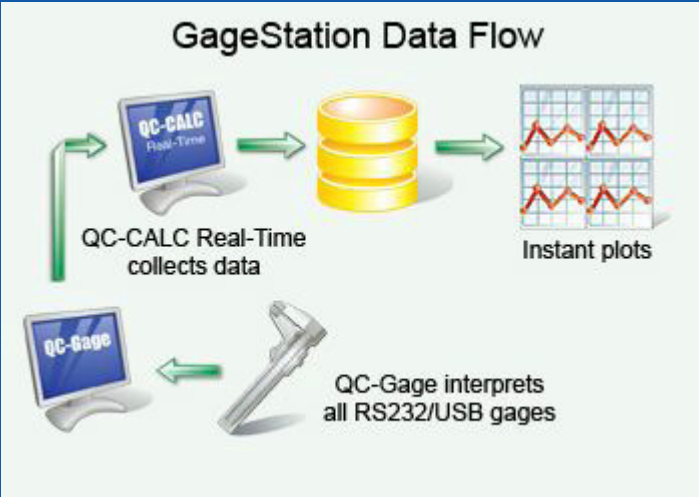 GageStation Data Flow
QC-CALC
Real-Time
QC-CALC Real-Time
collects data
Instant plots
QC-Gage
QC-Gage interprets
all RS232/USB gages